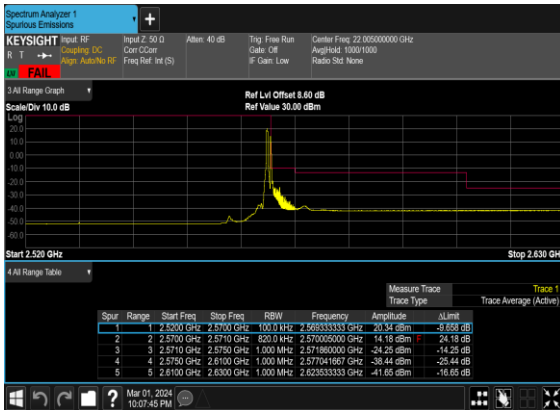 Spectrum Analyzer 1
Spurious Emissions
+
KEYSIGHT Input: RF Input Z: 50 Ω Atten: 40 dB Trig: Free Run Center Freq: 22.005000000 GHz
R T Coupling: DC Corr CCorr Gate: Off Avg|Hold: 1000/1000
Align: Auto/No RF Freq Ref: Int (S) IF Gain: Low Radio Std: None
FAIL
3 All Range Graph Ref Lvl Offset 8.60 dB
Scale/Div 10.0 dB Ref Value 30.00 dBm
Log
20.0
10.0
0.00
-10.0
-20.0
-30.0
-40.0
-50.0
-60.0
Start 2.520 GHz Stop 2.630 GH
4 All Range Table
Measure Trace Trace 1
Trace Type Trace Average (Active)
Spur Range Start Freq Stop Freq RBW Frequency Amplitude ΔLimit
1 1 2.5200 GHz 2.5700 GHz 100.0 kHz 2.569333333 GHz 20.34 dBm -9.658 dB
2 2 2.5700 GHz 2.5710 GHz 820.0 kHz 2.570005000 GHz 14.18 dBm F 24.18 dB
3 3 2.5710 GHz 2.5750 GHz 1.000 MHz 2.571860000 GHz -24.25 dBm -14.25 dB
4 4 2.5750 GHz 2.6100 GHz 1.000 MHz 2.577041667 GHz -38.44 dBm -25.44 dB
5 5 2.6100 GHz 2.6300 GHz 1.000 MHz 2.623533333 GHz -41.65 dBm -16.65 dB
? Mar 01, 2024
10:07:45 PM